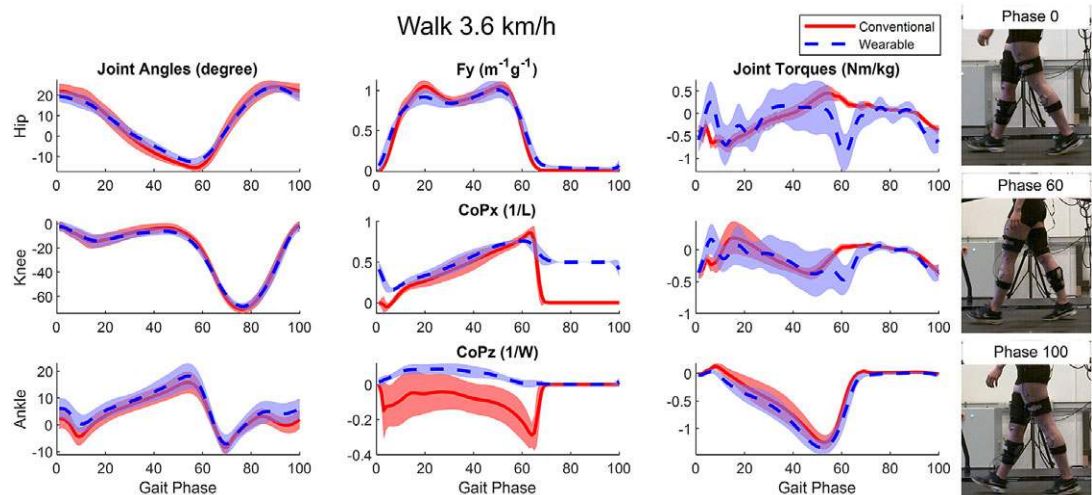 Walk 3.6 km/h
Conventional
Wearable
Phase 0
Joint Angles (degree)
Fy (m⁻¹g⁻¹)
Joint Torques (Nm/kg)
Hip
20
10
0
-10
0 20 40 60 80 100
1
0.5
0
0 20 40 60 80 100
0.5
0
-0.5
-1
0 20 40 60 80 100
Phase 60
CoPx (1/L)
Knee
0
-20
-40
-60
0 20 40 60 80 100
1
0.5
0
0 20 40 60 80 100
0
-0.5
-1
0 20 40 60 80 100
Phase 100
CoPz (1/W)
Ankle
20
10
0
-10
0 20 40 60 80 100
0
-0.2
-0.4
0 20 40 60 80 100
0
-0.5
-1
0 20 40 60 80 100
Gait Phase
Gait Phase
Gait Phase